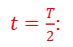 t = T/2: